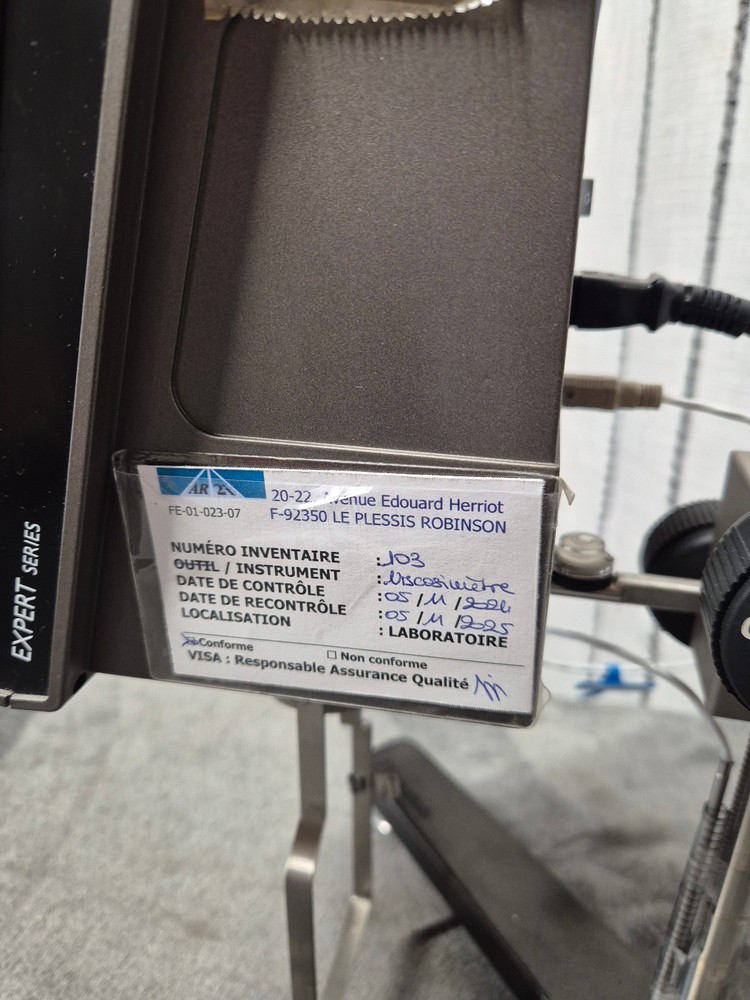 EXPERT SERIES
20-22 Avenue Edouard Herriot
FE-01-023-07
F-92350 LE PLESSIS ROBINSON
NUMÉRO INVENTAIRE : 103
OUTIL / INSTRUMENT : Viscosimètre
DATE DE CONTRÔLE : 05/11/2024
DATE DE RECONTRÔLE : 05/11/2025
LOCALISATION : LABORATOIRE
☒ Conforme ☐ Non conforme
VISA : Responsable Assurance Qualité